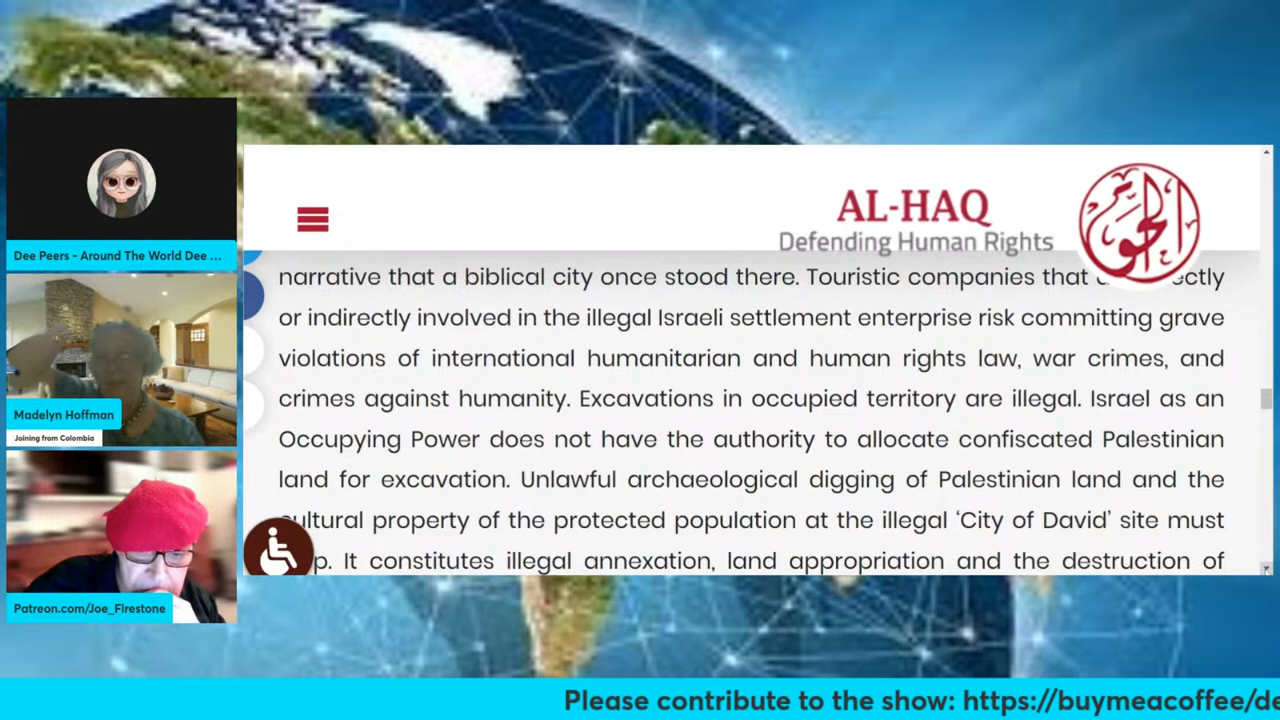 Dee Peers - Around The World Dee ...
Madelyn Hoffman
Joining from Colombia
Patreon.com/Joe_Firestone
AL-HAQ
Defending Human Rights
الحق
narrative that a biblical city once stood there. Touristic companies that
or indirectly involved in the illegal Israeli settlement enterprise risk committing grave
violations of international humanitarian and human rights law, war crimes, and
crimes against humanity. Excavations in occupied territory are illegal. Israel as an
Occupying Power does not have the authority to allocate confiscated Palestinian
land for excavation. Unlawful archaeological digging of Palestinian land and the
cultural property of the protected population at the illegal ‘City of David’ site must
It constitutes illegal annexation, land appropriation and the destruction of
Please contribute to the show: https://buymeacoffee/de